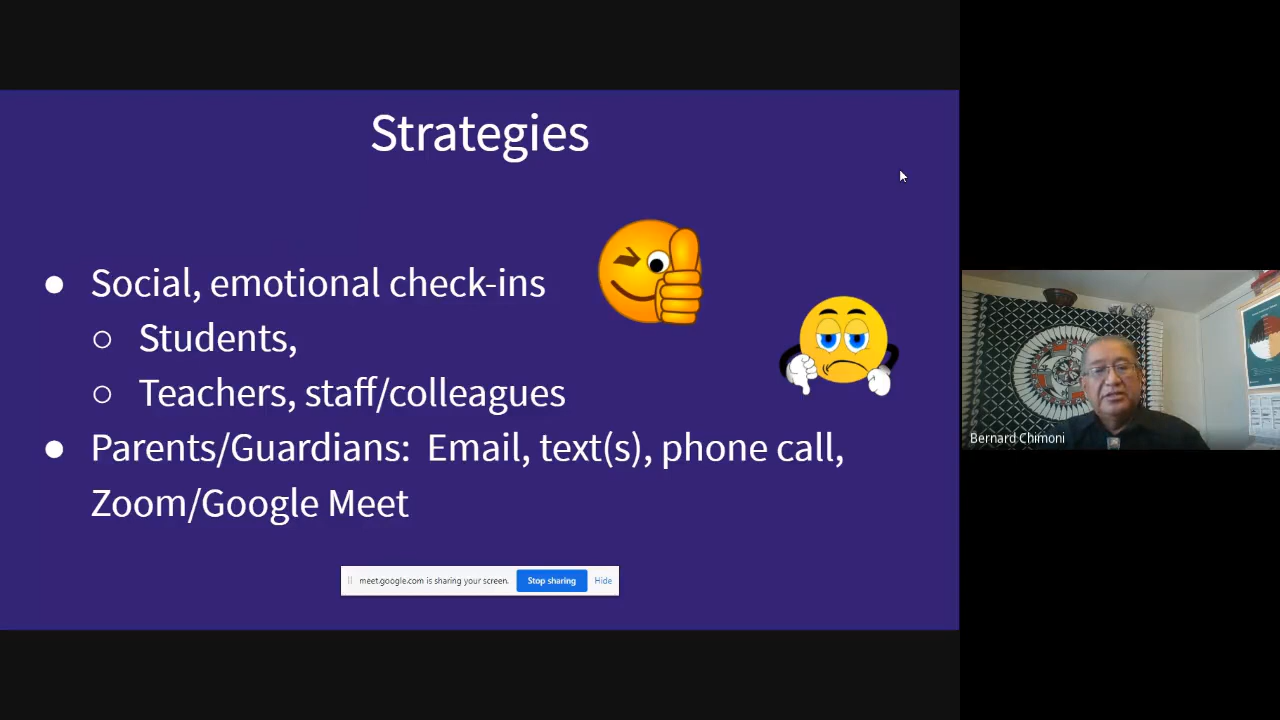 Strategies
● Social, emotional check-ins
○ Students,
○ Teachers, staff/colleagues
● Parents/Guardians: Email, text(s), phone call,
Zoom/Google Meet
meet.google.com is sharing your screen. Stop sharing Hide
Bernard Chimoni